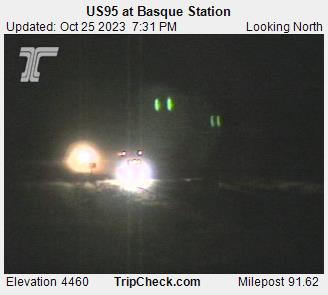 US95 at Basque Station
Updated: Oct 25 2023 7:31 PM Looking North
Elevation 4460 TripCheck.com Milepost 91.62